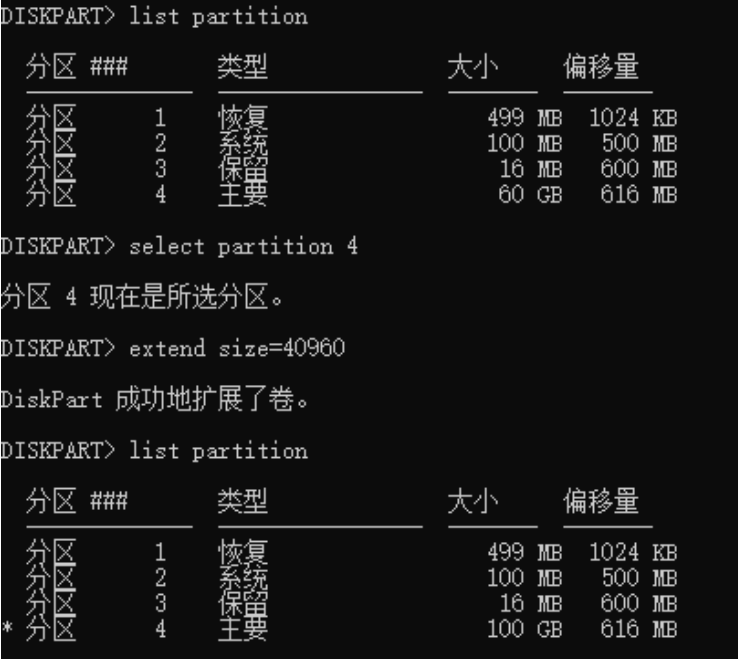 DISKPART> list partition
分区 ### 类型 大小 偏移量
分区 1 恢复 499 MB 1024 KB
分区 2 系统 100 MB 500 MB
分区 3 保留 16 MB 600 MB
分区 4 主要 60 GB 616 MB
DISKPART> select partition 4
分区 4 现在是所选分区。
DISKPART> extend size=40960
DiskPart 成功地扩展了卷。
DISKPART> list partition
分区 ### 类型 大小 偏移量
分区 1 恢复 499 MB 1024 KB
分区 2 系统 100 MB 500 MB
分区 3 保留 16 MB 600 MB
* 分区 4 主要 100 GB 616 MB